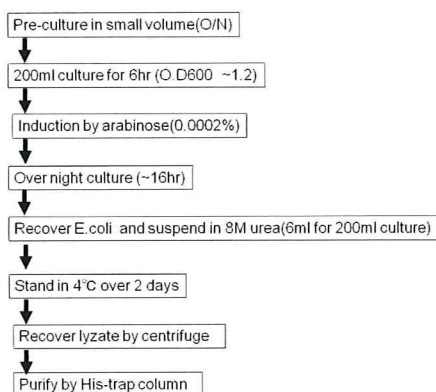 Pre-culture in small volume(O/N)
200ml culture for 6hr (O.D600 ~1.2)
Induction by arabinose(0.0002%)
Over night culture (~16hr)
Recover E.coli and suspend in 8M urea(6ml for 200ml culture)
Stand in 4℃ over 2 days
Recover lyzate by centrifuge
Purify by His-trap column